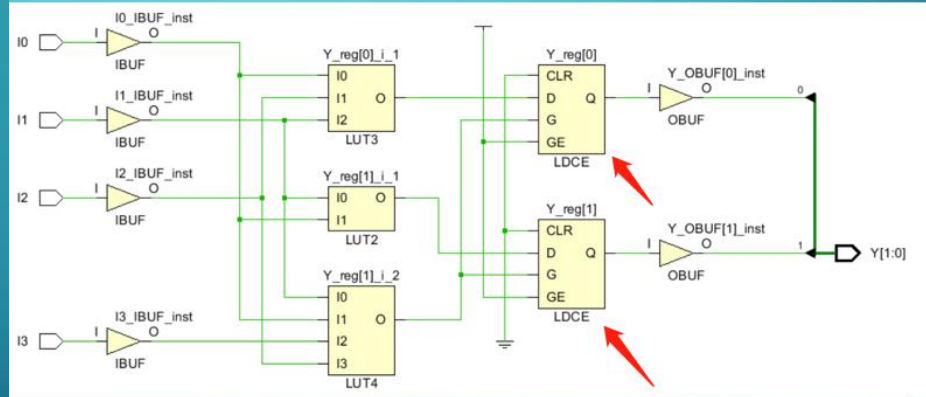 I0_IBUF_inst
I0 I O
IBUF
I1_IBUF_inst
I1 I O
IBUF
I2_IBUF_inst
I2 I O
IBUF
I3_IBUF_inst
I3 I O
IBUF
Y_reg[0]_i_1
I0
I1 O
I2
LUT3
Y_reg[1]_i_1
I0 O
I1
LUT2
Y_reg[1]_i_2
I0
I1 O
I2
I3
LUT4
Y_reg[0]
CLR
D Q
G
GE
LDCE
Y_reg[1]
CLR
D Q
G
GE
LDCE
Y_OBUF[0]_inst
I O
OBUF
0
Y_OBUF[1]_inst
I O
OBUF
1
Y[1:0]